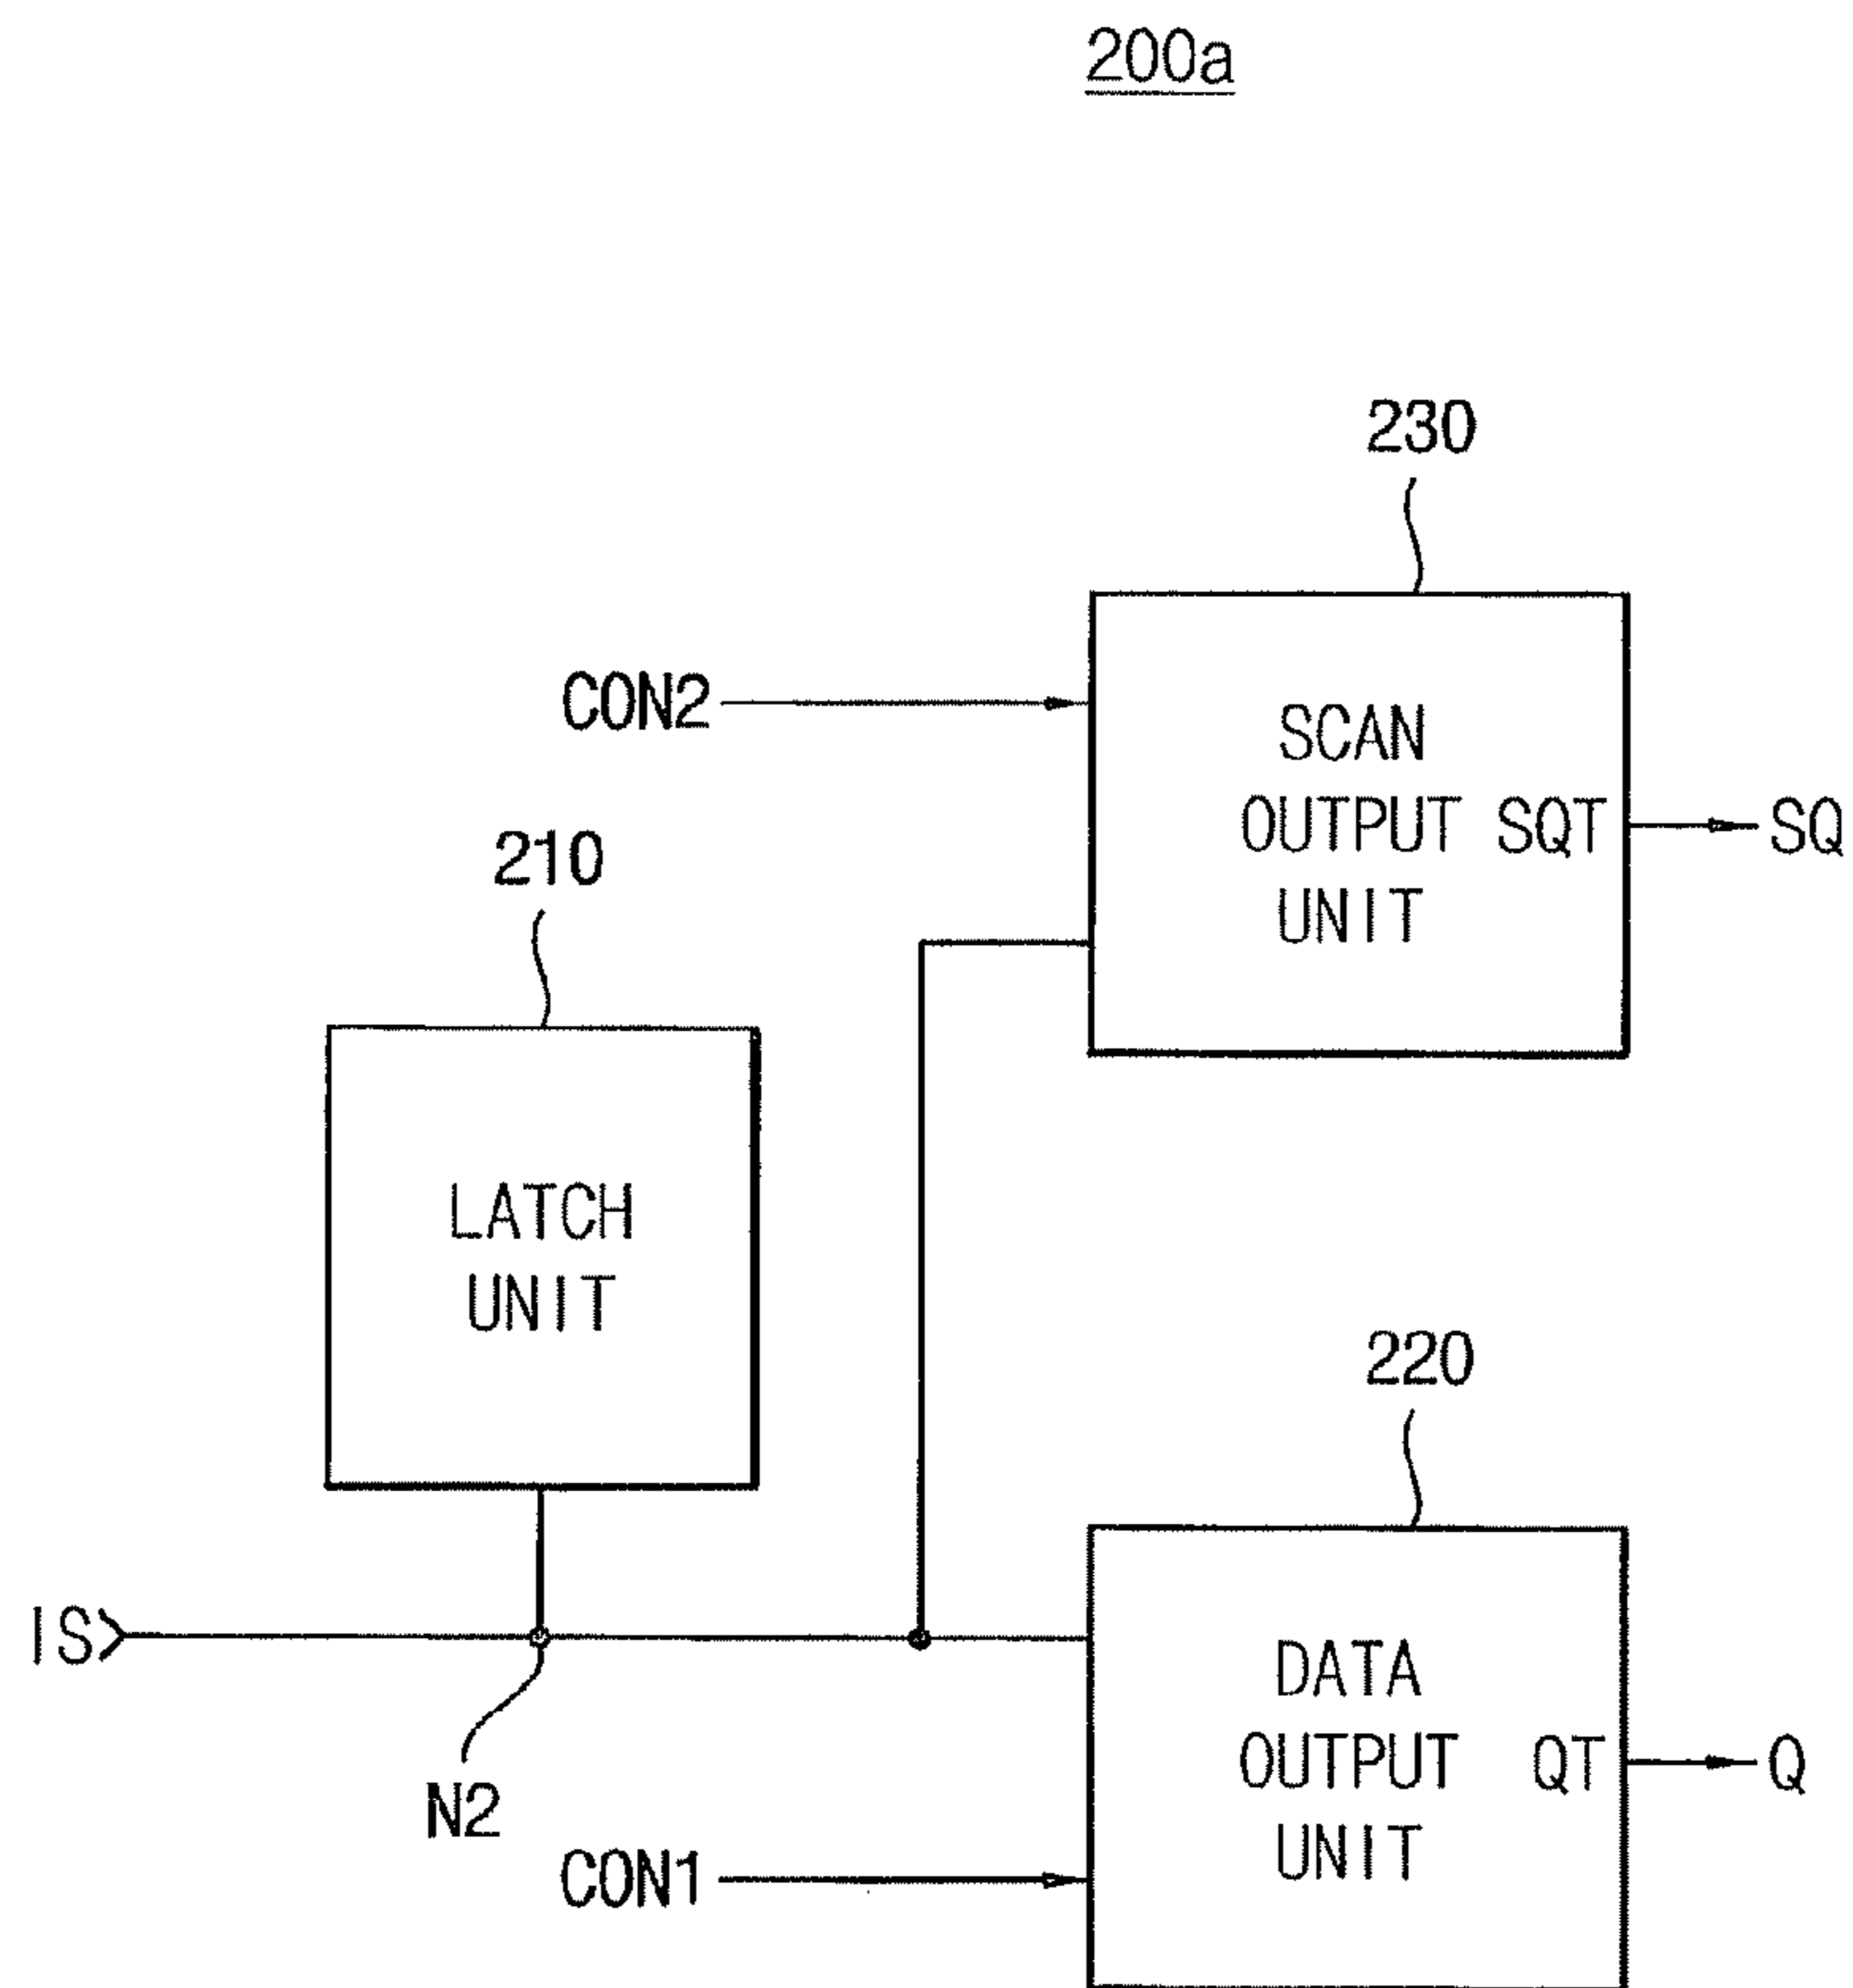 200a
230
CON2
SCAN
OUTPUT SQT
UNIT
SQ
210
LATCH
UNIT
220
IS
N2
CON1
DATA
OUTPUT QT
UNIT
Q